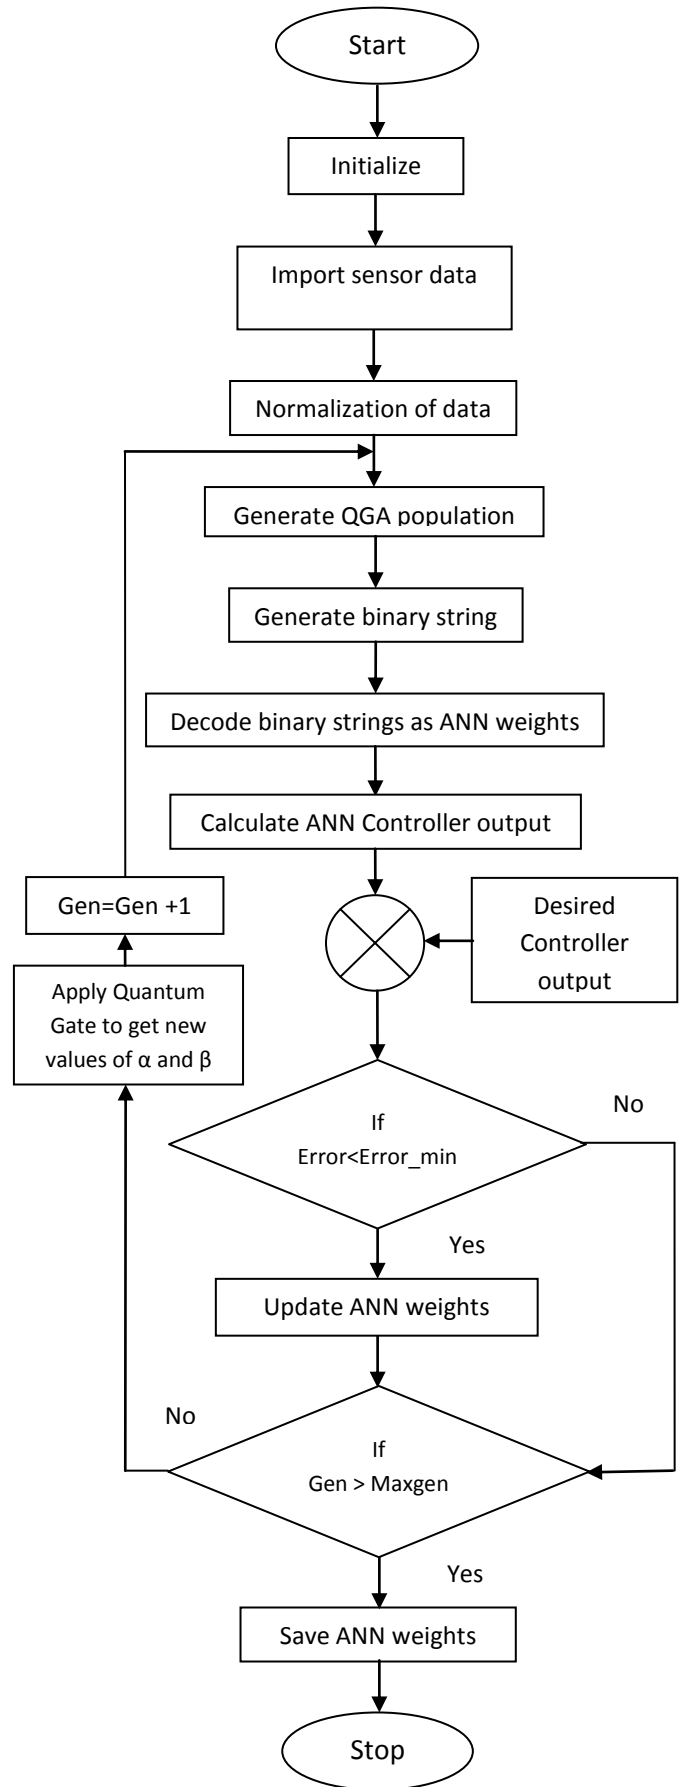 Start
Initialize
Import sensor data
Normalization of data
Generate QGA population
Generate binary string
Decode binary strings as ANN weights
Calculate ANN Controller output
Gen=Gen +1
Desired
Controller
output
Apply Quantum
Gate to get new
values of α and β
If
Error<Error_min
No
Yes
Update ANN weights
No
If
Gen > Maxgen
Yes
Save ANN weights
Stop